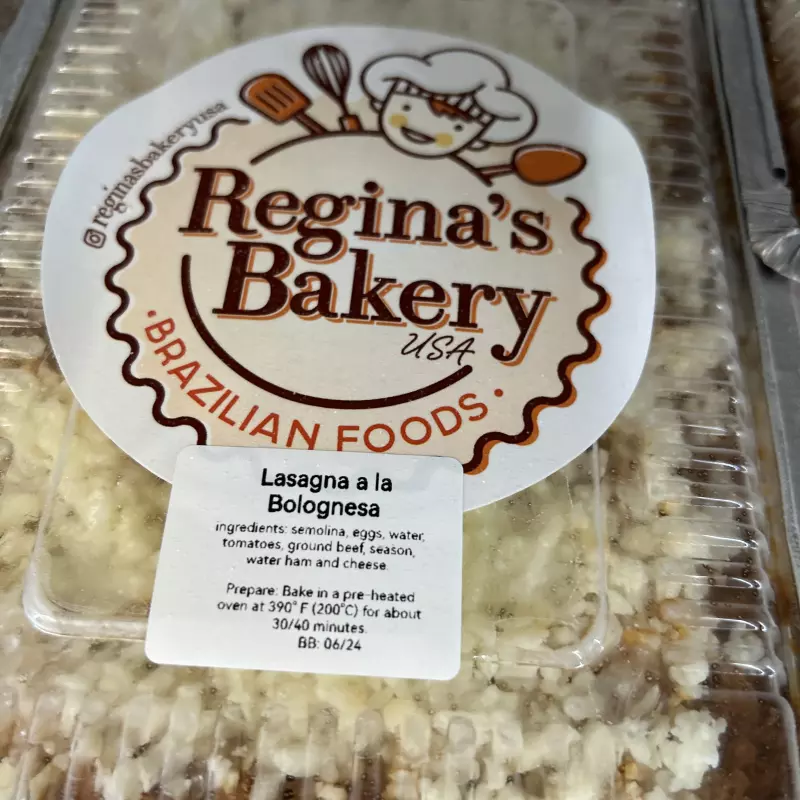 reginasbakeryusa
Regina's
Bakery
USA
• BRAZILIAN FOODS •
Lasagna a la
Bolognesa
ingredients: semolina, eggs, water,
tomatoes, ground beef, season,
water ham and cheese.
Prepare: Bake in a pre-heated
oven at 390° F (200°C) for about
30/40 minutes.
BB: 06/24